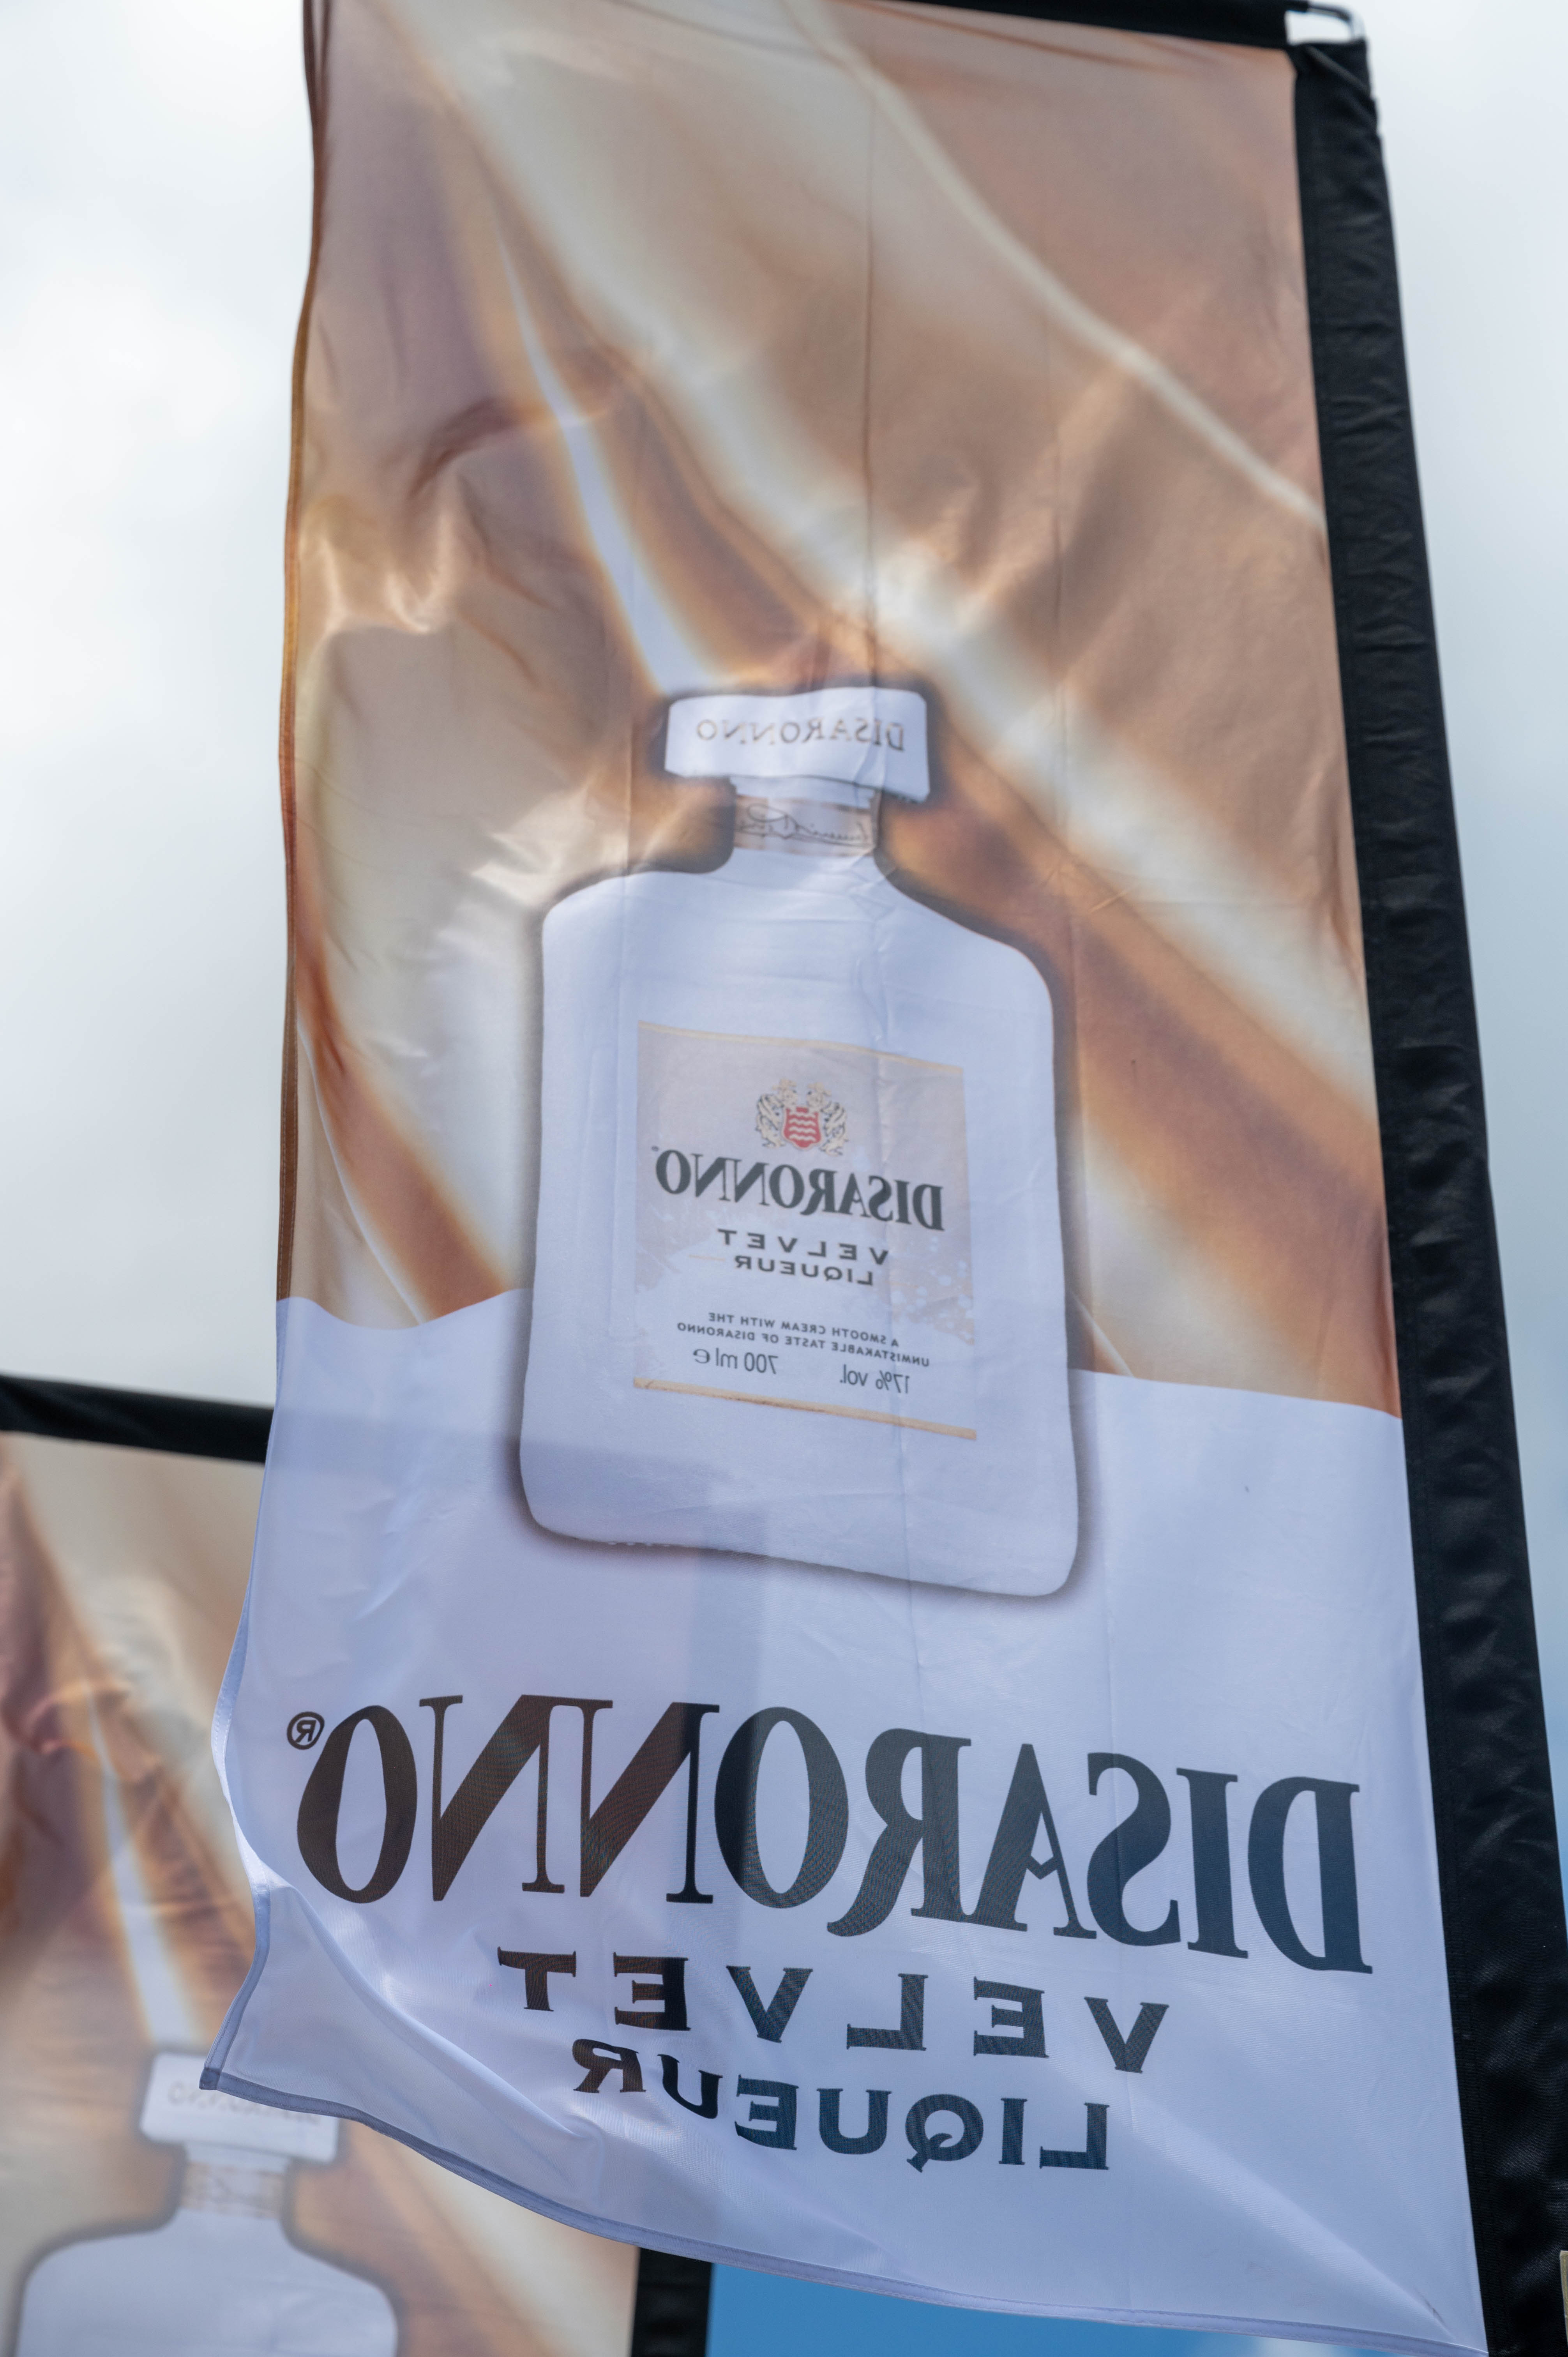 DISARONNO
DISARONNO®
VELVET
LIQUEUR
A SMOOTH CREAM WITH THE
UNMISTAKABLE TASTE OF DISARONNO
17% vol. 700 ml ℮
DISARONNO®
VELVET
LIQUEUR